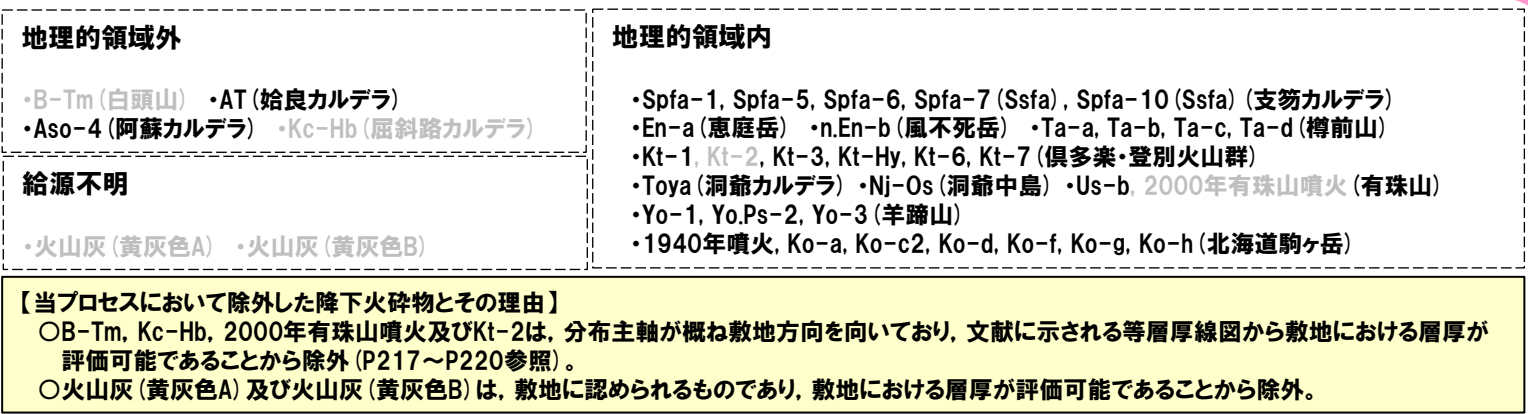 地理的領域外
・B-Tm(白頭山) ・AT(姶良カルデラ)
・Aso-4(阿蘇カルデラ) ・Kc-Hb(屈斜路カルデラ)
給源不明
・火山灰(黄灰色A) ・火山灰(黄灰色B)
地理的領域内
・Spfa-1, Spfa-5, Spfa-6, Spfa-7(Ssfa), Spfa-10(Ssfa)(支笏カルデラ)
・En-a(恵庭岳) ・n.En-b(風不死岳) ・Ta-a, Ta-b, Ta-c, Ta-d(樽前山)
・Kt-1, Kt-2, Kt-3, Kt-Hy, Kt-6, Kt-7(倶多楽・登別火山群)
・Toya(洞爺カルデラ) ・Nj-Os(洞爺中島) ・Us-b, 2000年有珠山噴火(有珠山)
・Yo-1, Yo.Ps-2, Yo-3(羊蹄山)
・1940年噴火, Ko-a, Ko-c2, Ko-d, Ko-f, Ko-g, Ko-h(北海道駒ヶ岳)
【当プロセスにおいて除外した降下火砕物とその理由】
○B-Tm, Kc-Hb, 2000年有珠山噴火及びKt-2は, 分布主軸が概ね敷地方向を向いており, 文献に示される等層厚線図から敷地における層厚が
評価可能であることから除外(P217～P220参照)。
○火山灰(黄灰色A)及び火山灰(黄灰色B)は, 敷地に認められるものであり, 敷地における層厚が評価可能であることから除外。